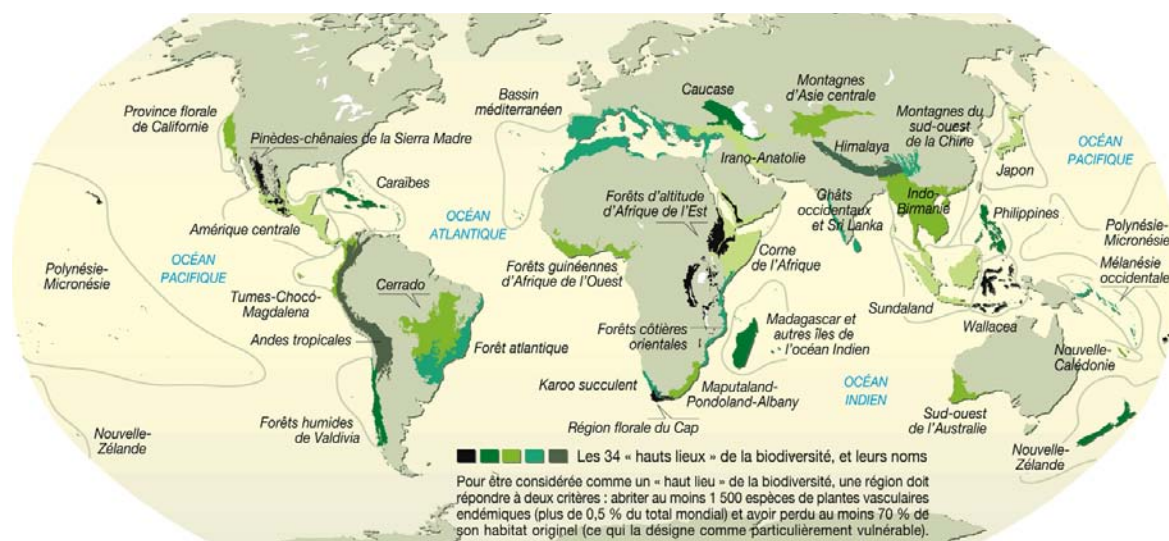 Province florale
de Californie
Pinèdes-chênaies de la Sierra Madre
Caraïbes
Amérique centrale
OCÉAN
PACIFIQUE
OCÉAN
ATLANTIQUE
Polynésie-
Micronésie
Tumes-Chocó-
Magdalena
Cerrado
Andes tropicales
Forêt atlantique
Forêts humides
de Valdivia
Nouvelle-
Zélande
Bassin
méditerranéen
Caucase
Montagnes
d'Asie centrale
Montagnes du
sud-ouest
de la Chine
Irano-Anatolie
Himalaya
Japon
OCÉAN
PACIFIQUE
Forêts d'altitude
d'Afrique de l'Est
Ghâts
occidentaux
et Sri Lanka
Indo-
Birmanie
Philippines
Polynésie-
Micronésie
Mélanésie
occidentale
Forêts guinéennes
d'Afrique de l'Ouest
Corne
de l'Afrique
Sundaland
Wallacea
Forêts côtières
orientales
Madagascar et
autres îles de
l'océan Indien
Nouvelle-
Calédonie
Karoo succulent
Maputaland-
Pondoland-Albany
OCÉAN
INDIEN
Sud-ouest
de l'Australie
Région florale du Cap
Nouvelle-
Zélande
Les 34 « hauts lieux » de la biodiversité, et leurs noms
Pour être considérée comme un « haut lieu » de la biodiversité, une région doit
répondre à deux critères : abriter au moins 1 500 espèces de plantes vasculaires
endémiques (plus de 0,5 % du total mondial) et avoir perdu au moins 70 % de
son habitat originel (ce qui la désigne comme particulièrement vulnérable).